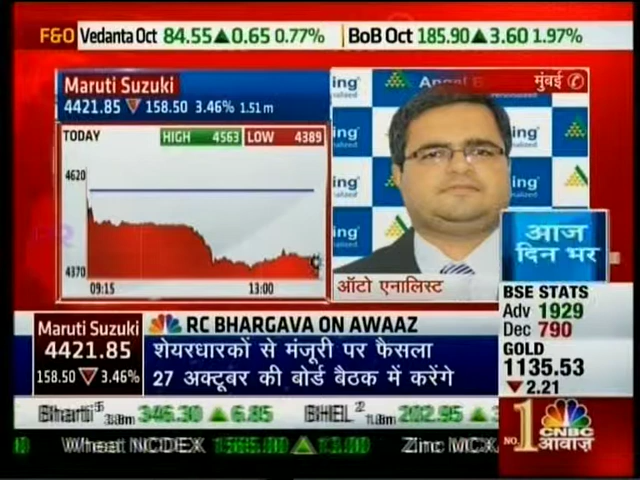 F&O Vedanta Oct 84.55▲0.65 0.77% BoB Oct 185.90▲3.60 1.97%
Maruti Suzuki
4421.85 ▼ 158.50 3.46% 1.51 m
TODAY HIGH 4563 LOW 4389
4620
4370
09:15 13:00
मुंबई
ऑटो एनालिस्ट
आज
दिन भर
BSE STATS
Adv 1929
Dec 790
GOLD
1135.53
▼ 2.21
Maruti Suzuki
4421.85
158.50 ▼ 3.46%
RC BHARGAVA ON AWAAZ
शेयरधारकों से मंजूरी पर फैसला
27 अक्टूबर की बोर्ड बैठक में करेंगे
Bharti 346.30 ▲ 6.85 BHEL 202.95 ▲
Wheat NCDEX Zinc MCX
NO. 1 CNBC
आवाज़